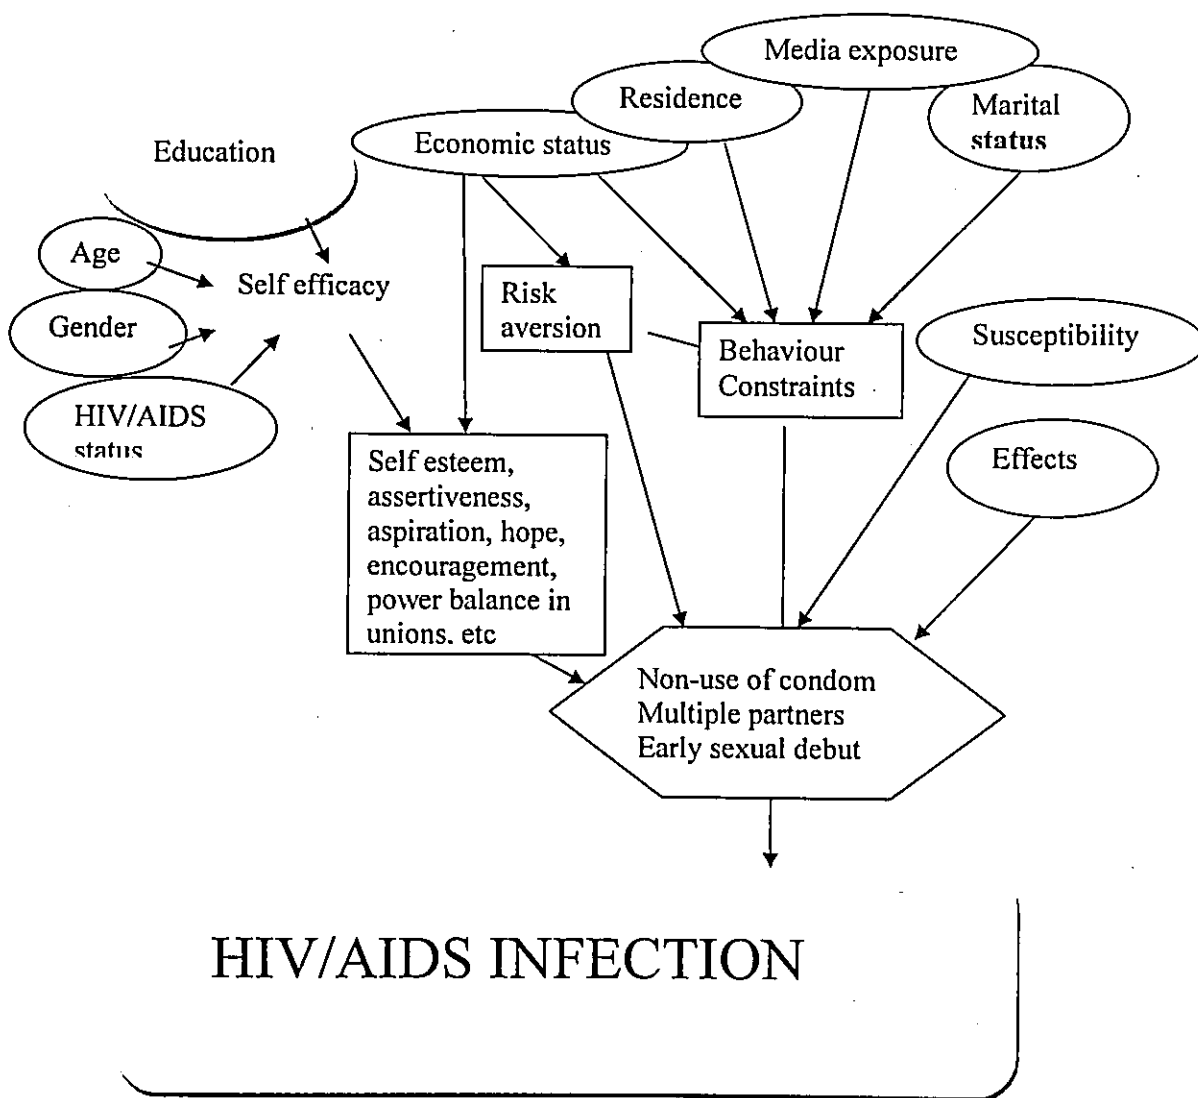 Media exposure
Residence
Marital
status
Economic status
Education
Age
Self efficacy
Gender
Risk
aversion
Behaviour
Constraints
Susceptibility
HIV/AIDS
status
Effects
Self esteem,
assertiveness,
aspiration, hope,
encouragement,
power balance in
unions, etc
Non-use of condom
Multiple partners
Early sexual debut
HIV/AIDS INFECTION